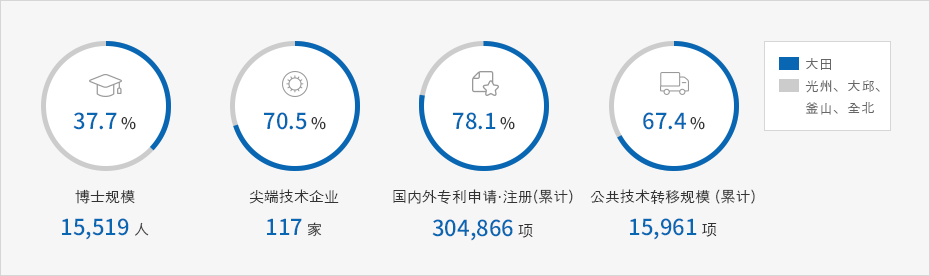 37.7 %
70.5 %
78.1 %
67.4 %
大田
光州、大邱、
釜山、全北
博士规模
15,519 人
尖端技术企业
117 家
国内外专利申请·注册(累计)
304,866 项
公共技术转移规模 (累计)
15,961 项